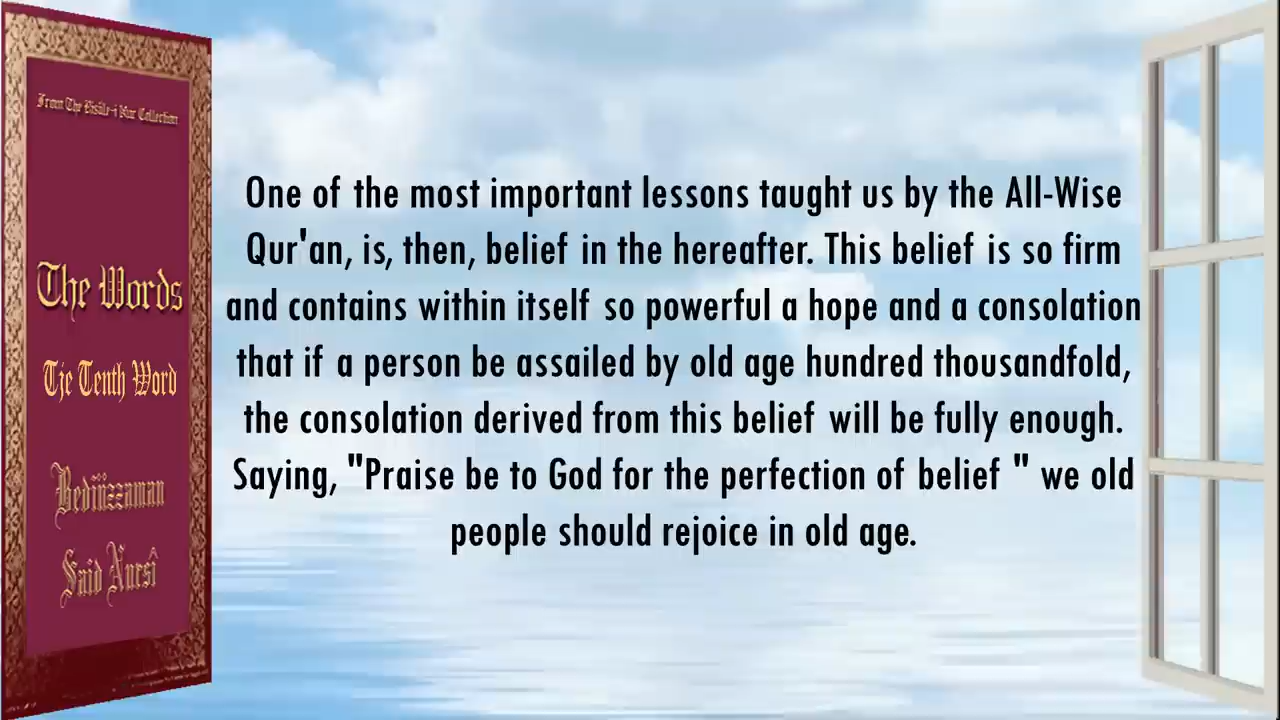 From The Risâle-i Nur Collection
The Words
Tje Tenth Word
Bediüzzaman
Said Nursî
One of the most important lessons taught us by the All-Wise
Qur'an, is, then, belief in the hereafter. This belief is so firm
and contains within itself so powerful a hope and a consolation
that if a person be assailed by old age hundred thousandfold,
the consolation derived from this belief will be fully enough.
Saying, "Praise be to God for the perfection of belief " we old
people should rejoice in old age.